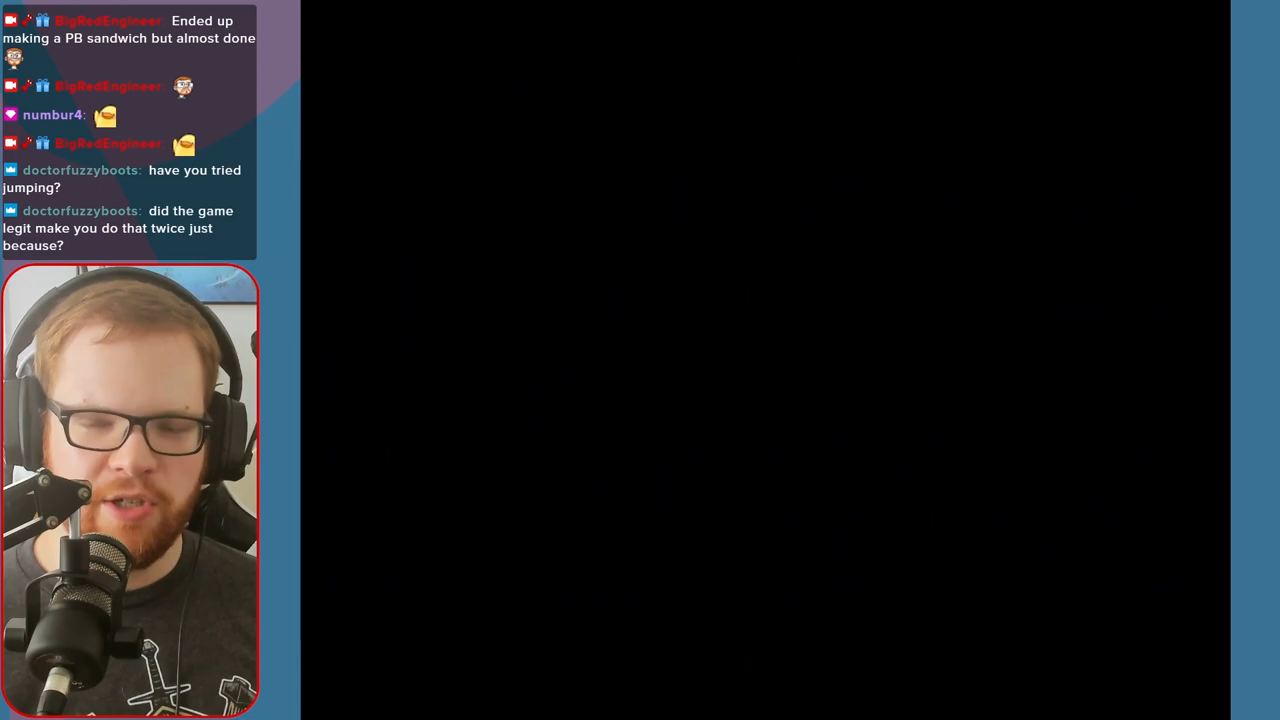 BigRedEngineer: Ended up
making a PB sandwich but almost done
BigRedEngineer:
numbur4:
BigRedEngineer:
doctorfuzzyboots: have you tried
jumping?
doctorfuzzyboots: did the game
legit make you do that twice just
because?